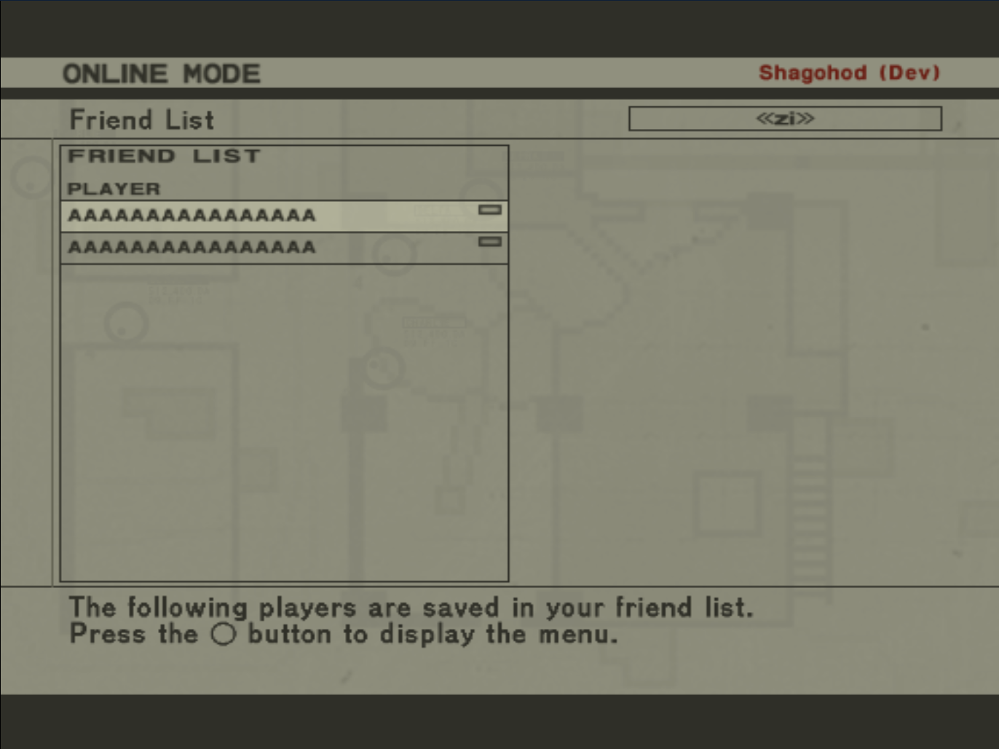 ONLINE MODE
Shagohod (Dev)
Friend List
≪zi≫
FRIEND LIST
PLAYER
AAAAAAAAAAAAAAAA
AAAAAAAAAAAAAAAA
The following players are saved in your friend list.
Press the ◯ button to display the menu.